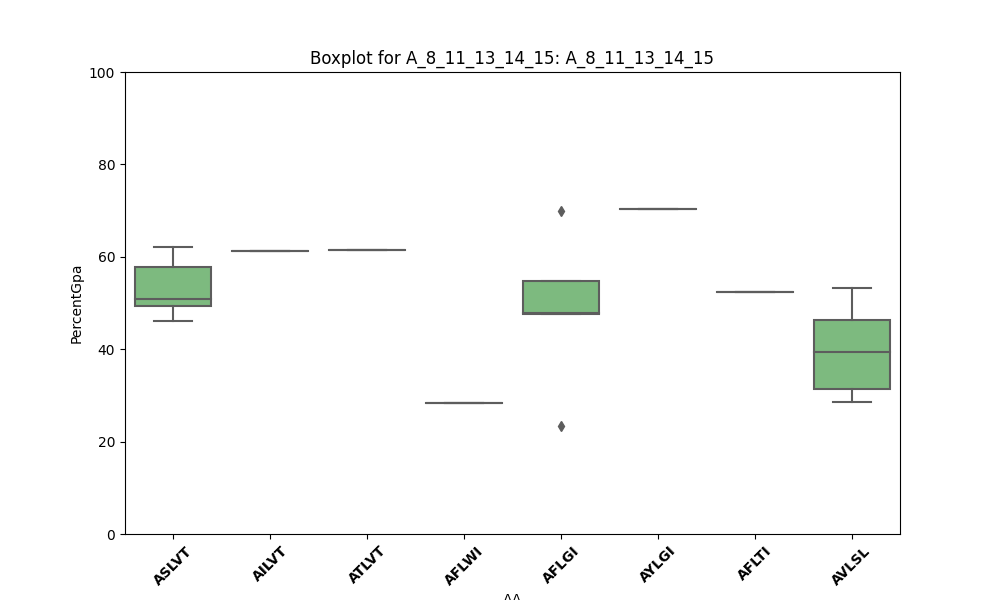 Boxplot for A_8_11_13_14_15: A_8_11_13_14_15
100
80
60
40
20
0
PercentGpa
ASLVT
AILVT
ATLVT
AFLWI
AFLGI
AYLGI
AFLTI
AVLSL
AA